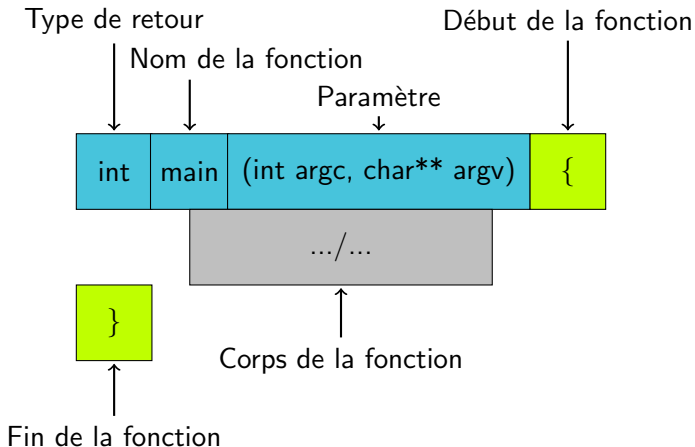 Type de retour
Début de la fonction
Nom de la fonction
Paramètre
int main (int argc, char** argv) {
.../...
}
Corps de la fonction
Fin de la fonction